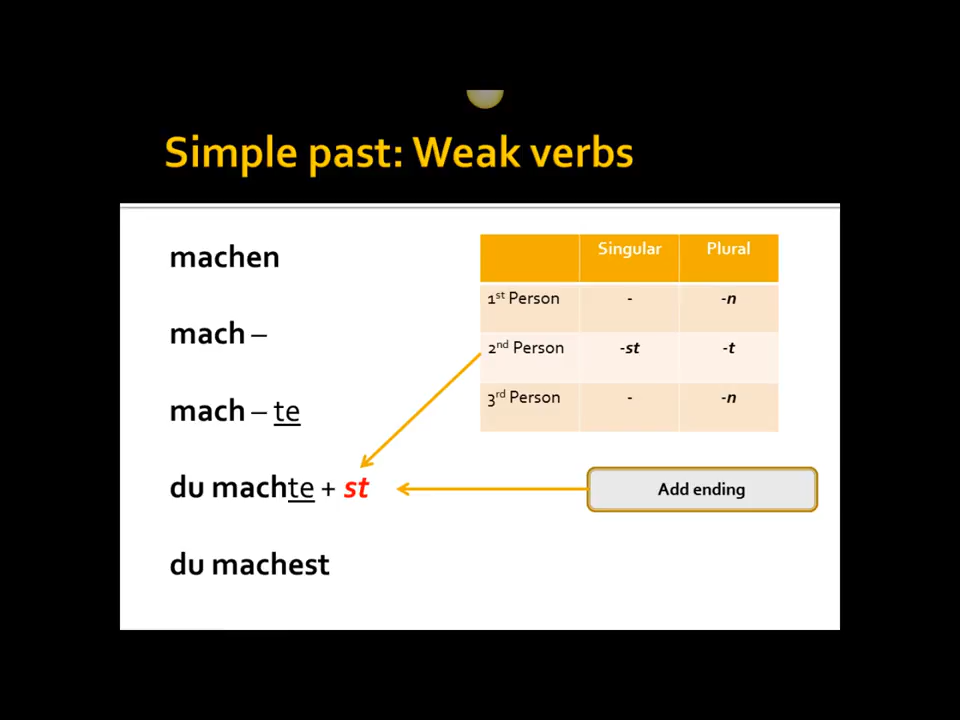 Simple past: Weak verbs
machen
mach –
mach – te
du machte + st
du machest
Singular Plural
1st Person - -n
2nd Person -st -t
3rd Person - -n
Add ending